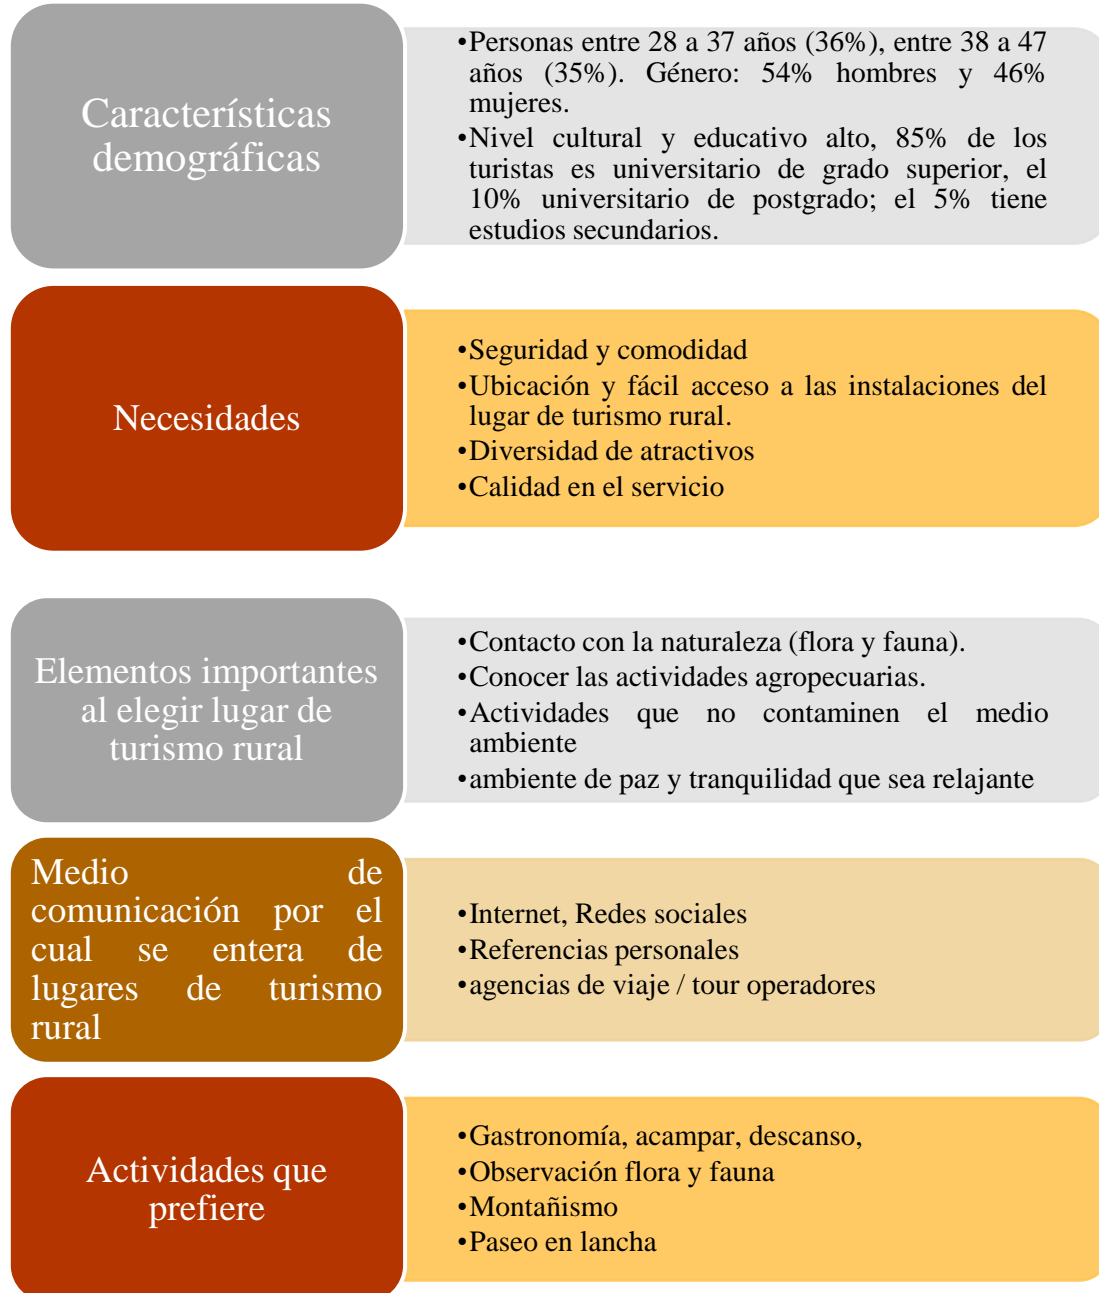 Características
demográficas
•Personas entre 28 a 37 años (36%), entre 38 a 47
años (35%). Género: 54% hombres y 46%
mujeres.
•Nivel cultural y educativo alto, 85% de los
turistas es universitario de grado superior, el
10% universitario de postgrado; el 5% tiene
estudios secundarios.
Necesidades
•Seguridad y comodidad
•Ubicación y fácil acceso a las instalaciones del
lugar de turismo rural.
•Diversidad de atractivos
•Calidad en el servicio
Elementos importantes
al elegir lugar de
turismo rural
•Contacto con la naturaleza (flora y fauna).
•Conocer las actividades agropecuarias.
•Actividades que no contaminen el medio
ambiente
•ambiente de paz y tranquilidad que sea relajante
Medio de
comunicación por el
cual se entera de
lugares de turismo
rural
•Internet, Redes sociales
•Referencias personales
•agencias de viaje / tour operadores
Actividades que
prefiere
•Gastronomía, acampar, descanso,
•Observación flora y fauna
•Montañismo
•Paseo en lancha